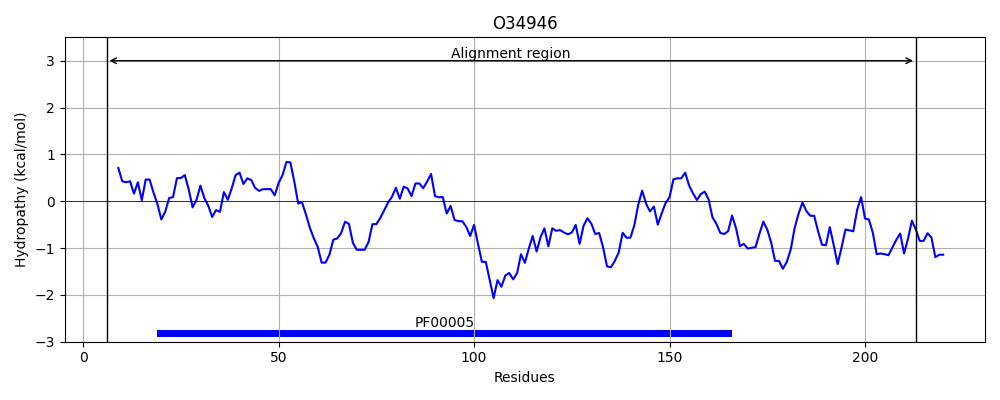 O34946
Alignment region
PF00005
Hydropathy (kcal/mol)
3
2
1
0
−1
−2
−3
0 50 100 150 200
Residues